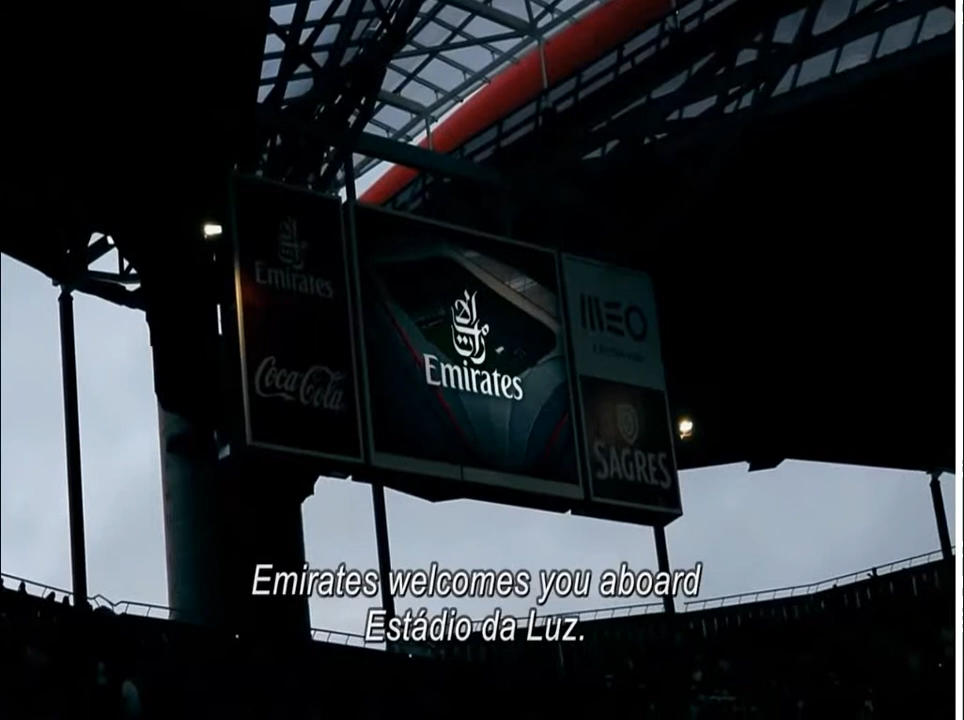 Emirates
Coca-Cola
Emirates
MEO
SAGRES
Emirates welcomes you aboard
Estádio da Luz.